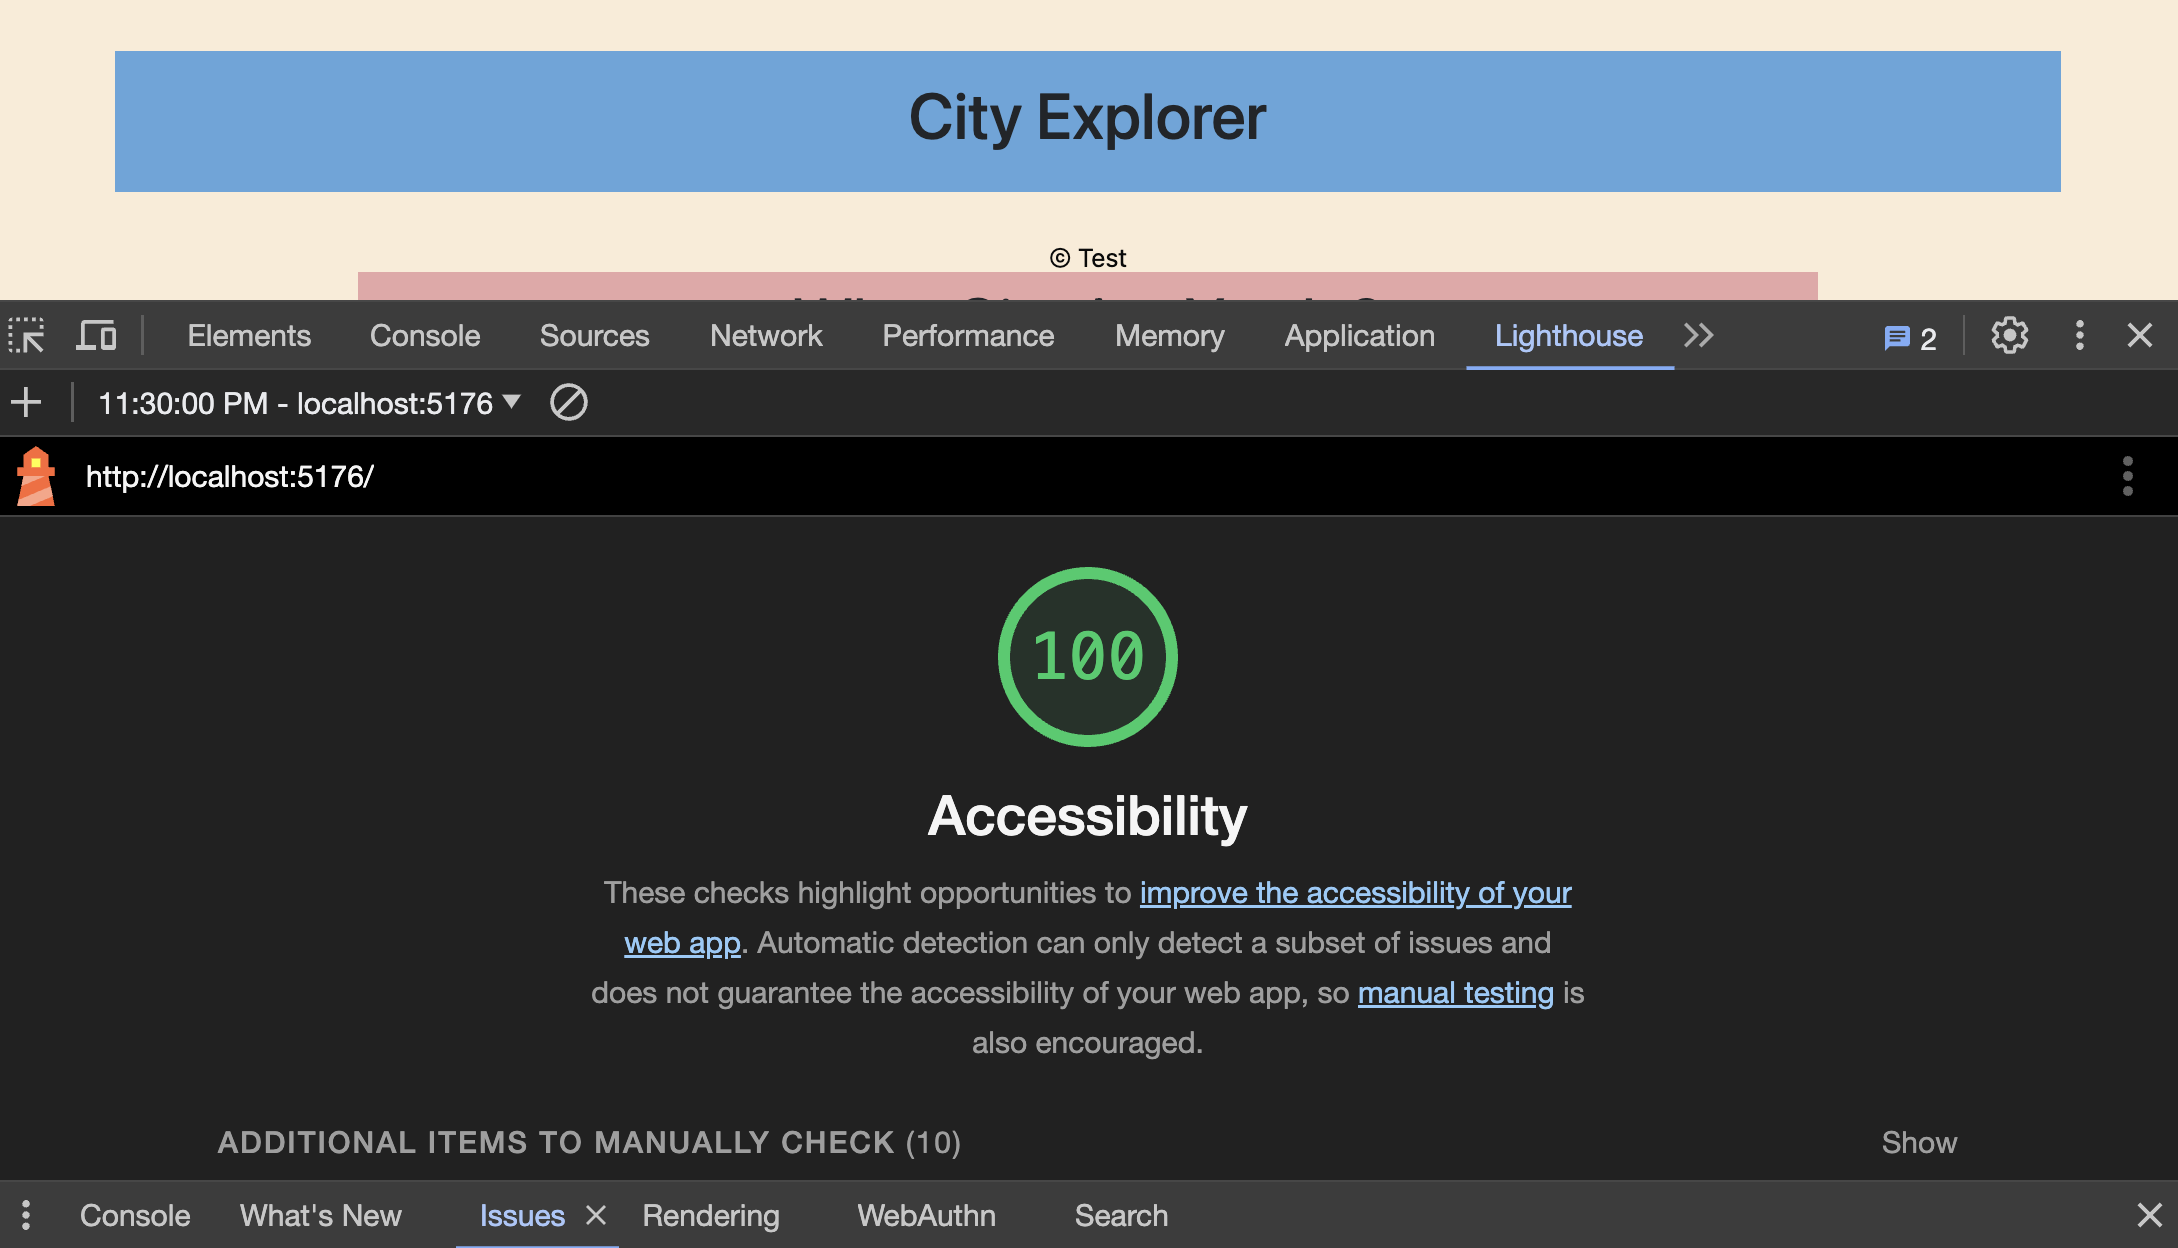 City Explorer
© Test
Elements Console Sources Network Performance Memory Application Lighthouse 2
11:30:00 PM - localhost:5176
http://localhost:5176/
100
Accessibility
These checks highlight opportunities to improve the accessibility of your
web app. Automatic detection can only detect a subset of issues and
does not guarantee the accessibility of your web app, so manual testing is
also encouraged.
ADDITIONAL ITEMS TO MANUALLY CHECK (10) Show
Console What's New Issues Rendering WebAuthn Search